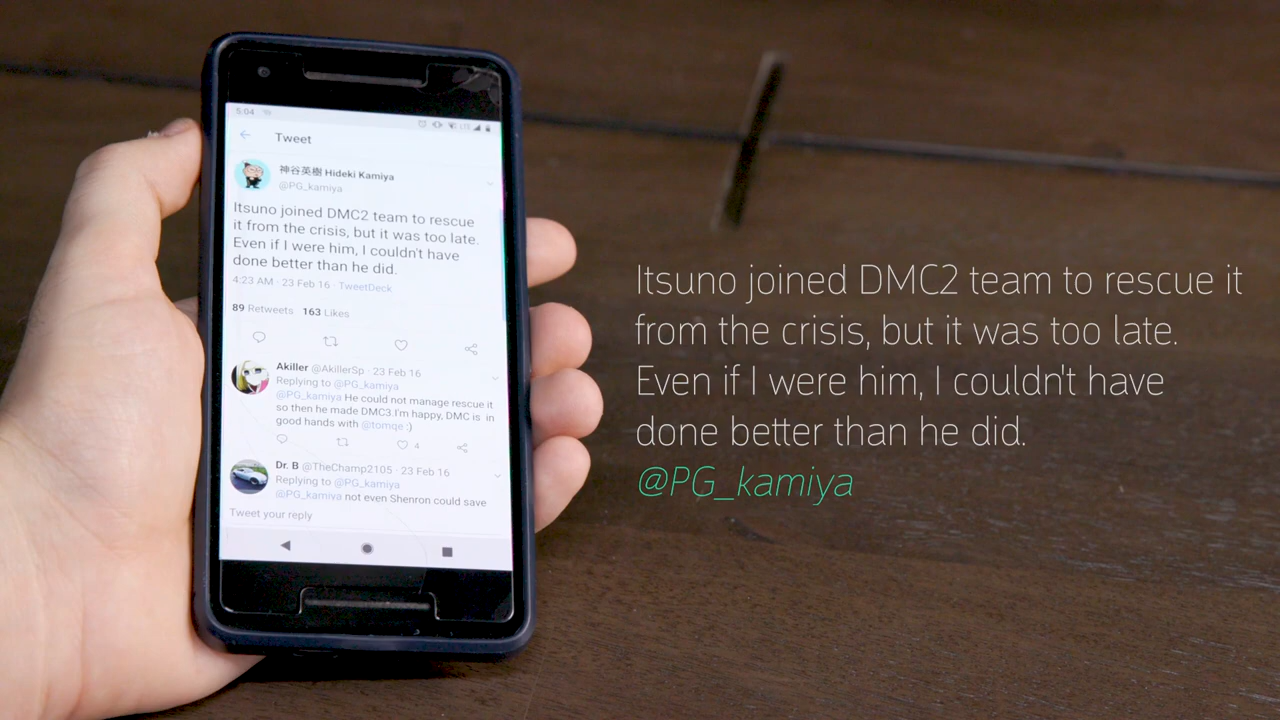 5:04
LTE
Tweet
神谷英樹 Hideki Kamiya
@PG_kamiya
Itsuno joined DMC2 team to rescue
it from the crisis, but it was too late.
Even if I were him, I couldn't have
done better than he did.
4:23 AM · 23 Feb 16 · TweetDeck
89 Retweets 163 Likes
Akiller @AkillerSp · 23 Feb 16
Replying to @PG_kamiya
@PG_kamiya He could not manage rescue it
so then he made DMC3.I'm happy, DMC is in
good hands with @tomqe :)
4
Dr. B @TheChamp2105 · 23 Feb 16
Replying to @PG_kamiya
@PG_kamiya not even Shenron could save
Tweet your reply
Itsuno joined DMC2 team to rescue it
from the crisis, but it was too late.
Even if I were him, I couldn't have
done better than he did.
@PG_kamiya